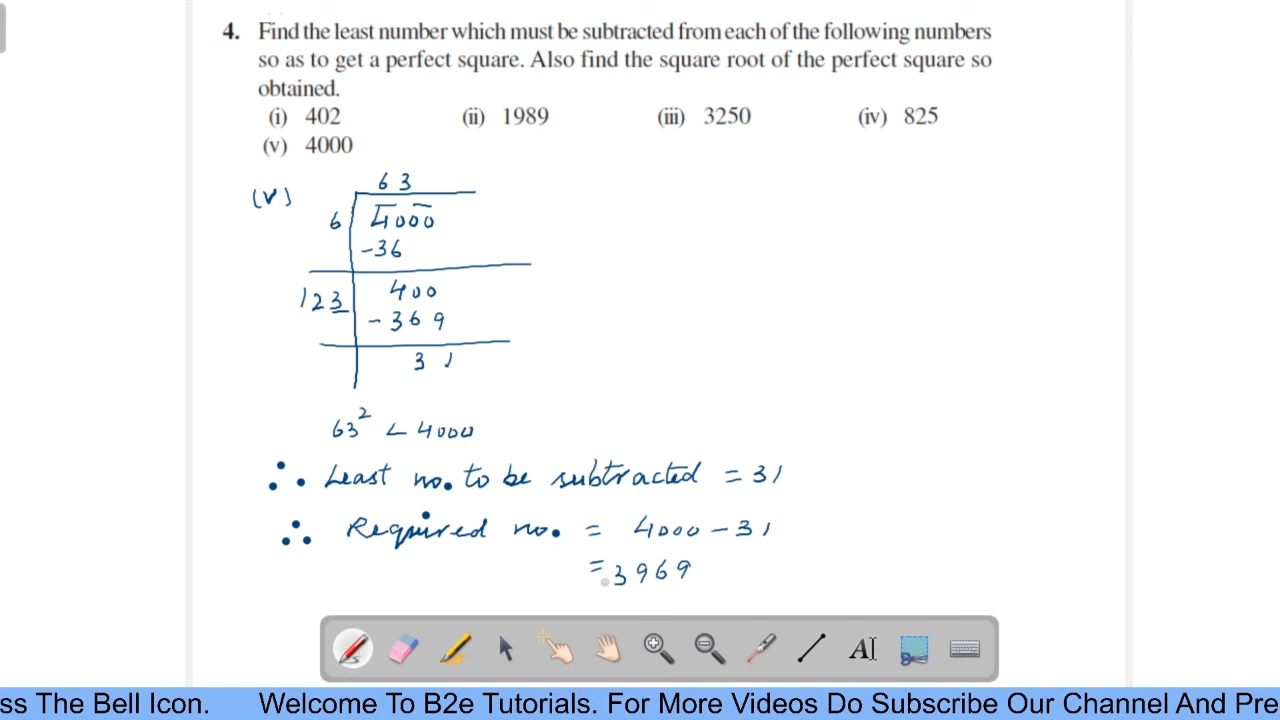 4. Find the least number which must be subtracted from each of the following numbers
so as to get a perfect square. Also find the square root of the perfect square so
obtained.
(i) 402 (ii) 1989 (iii) 3250 (iv) 825
(v) 4000
(v)
63
6 4000
-36
123 400
-369
31
63² < 4000
∴ Least no. to be subtracted = 31
∴ Required no. = 4000 - 31
= 3969
AI
ss The Bell Icon. Welcome To B2e Tutorials. For More Videos Do Subscribe Our Channel And Pre